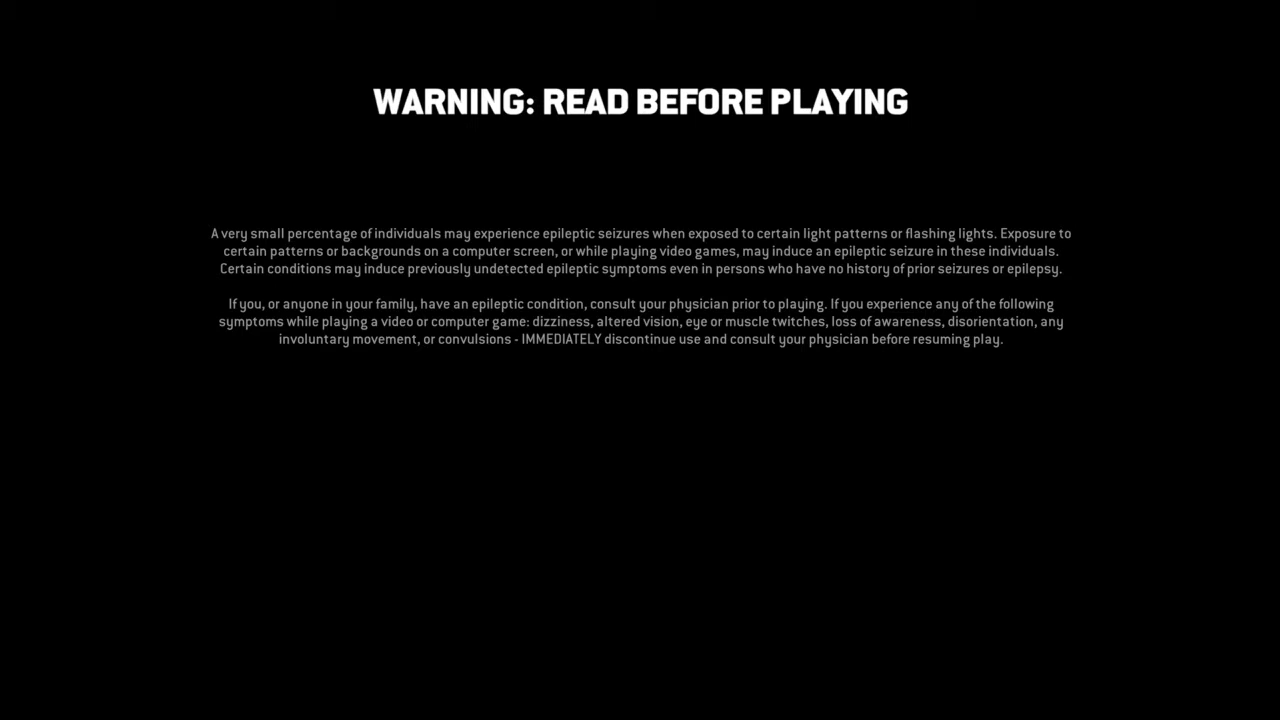 WARNING: READ BEFORE PLAYING
A very small percentage of individuals may experience epileptic seizures when exposed to certain light patterns or flashing lights. Exposure to
certain patterns or backgrounds on a computer screen, or while playing video games, may induce an epileptic seizure in these individuals.
Certain conditions may induce previously undetected epileptic symptoms even in persons who have no history of prior seizures or epilepsy.
If you, or anyone in your family, have an epileptic condition, consult your physician prior to playing. If you experience any of the following
symptoms while playing a video or computer game: dizziness, altered vision, eye or muscle twitches, loss of awareness, disorientation, any
involuntary movement, or convulsions - IMMEDIATELY discontinue use and consult your physician before resuming play.